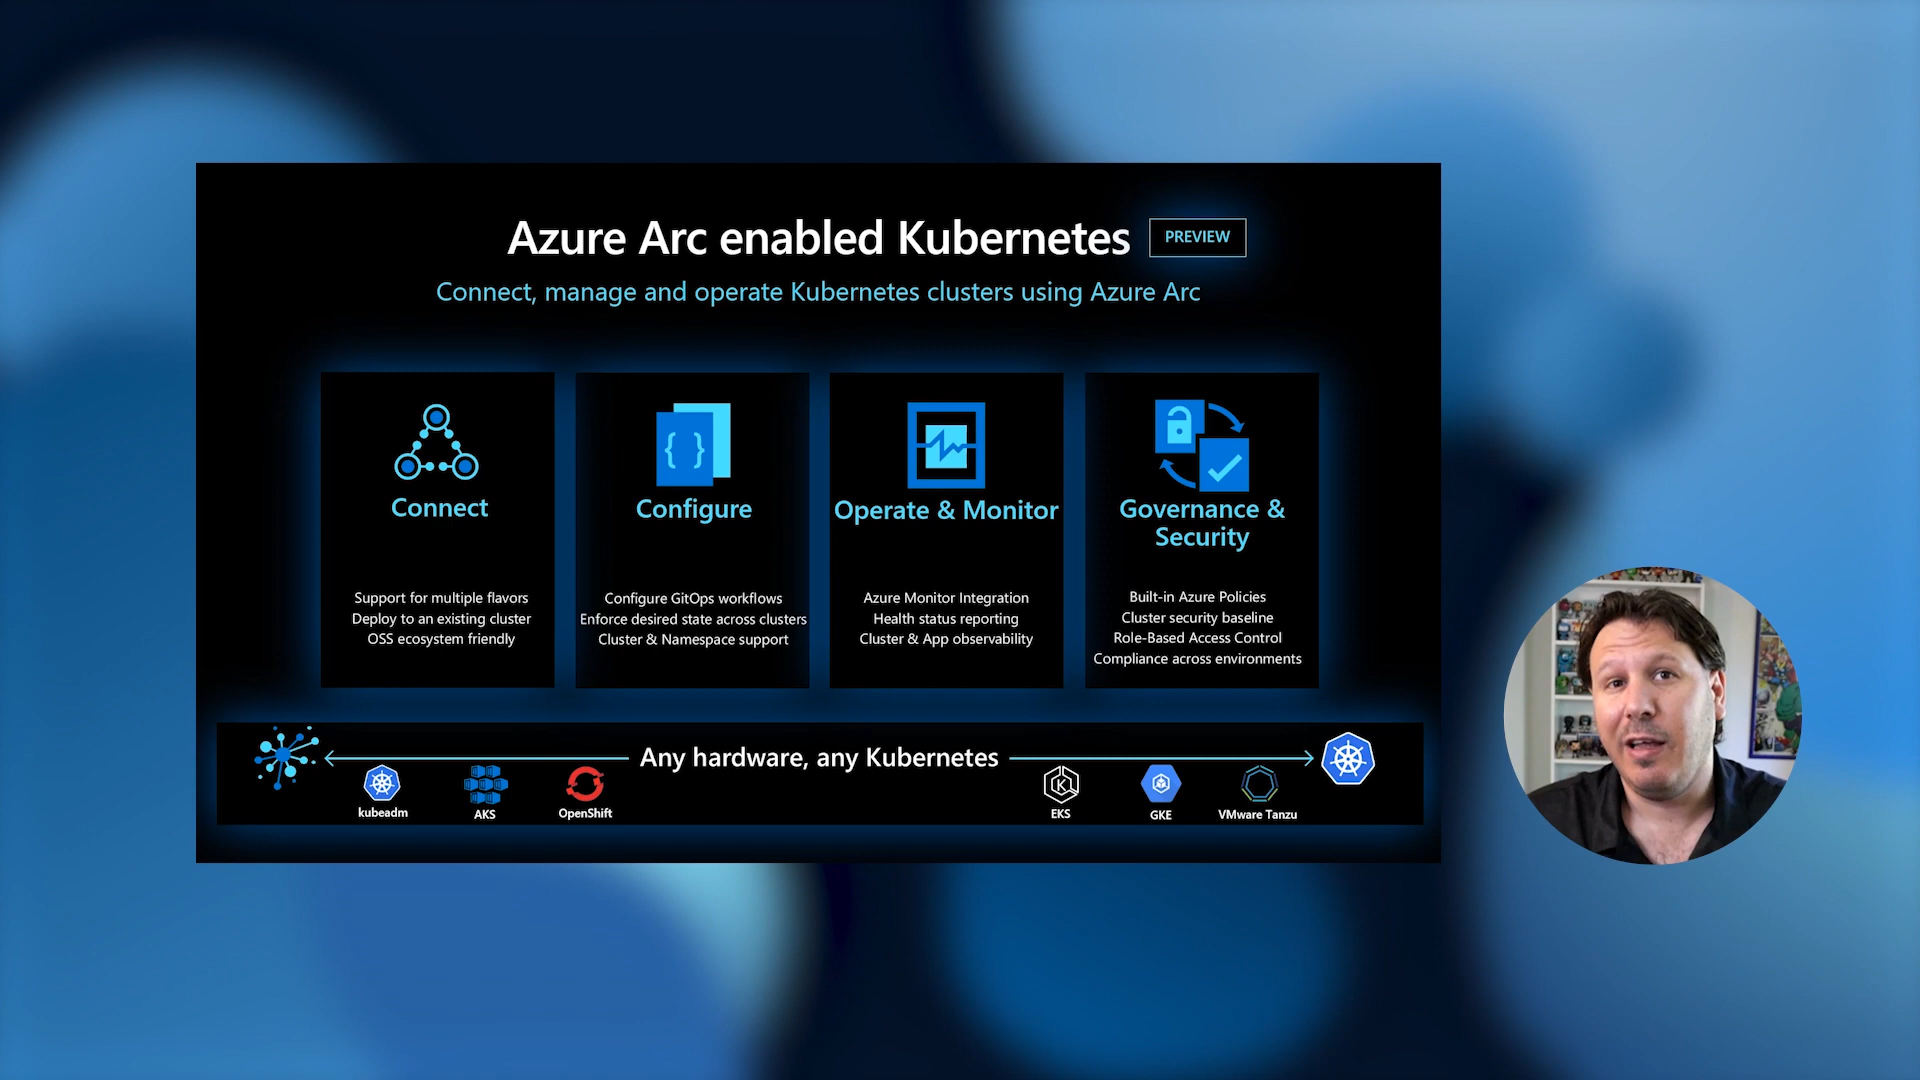 Azure Arc enabled Kubernetes
PREVIEW
Connect, manage and operate Kubernetes clusters using Azure Arc
Connect
Support for multiple flavors
Deploy to an existing cluster
OSS ecosystem friendly
{ }
Configure
Configure GitOps workflows
Enforce desired state across clusters
Cluster & Namespace support
Operate & Monitor
Azure Monitor Integration
Health status reporting
Cluster & App observability
Governance &
Security
Built-in Azure Policies
Cluster security baseline
Role-Based Access Control
Compliance across environments
Any hardware, any Kubernetes
kubeadm
AKS
OpenShift
K
EKS
GKE
VMware Tanzu